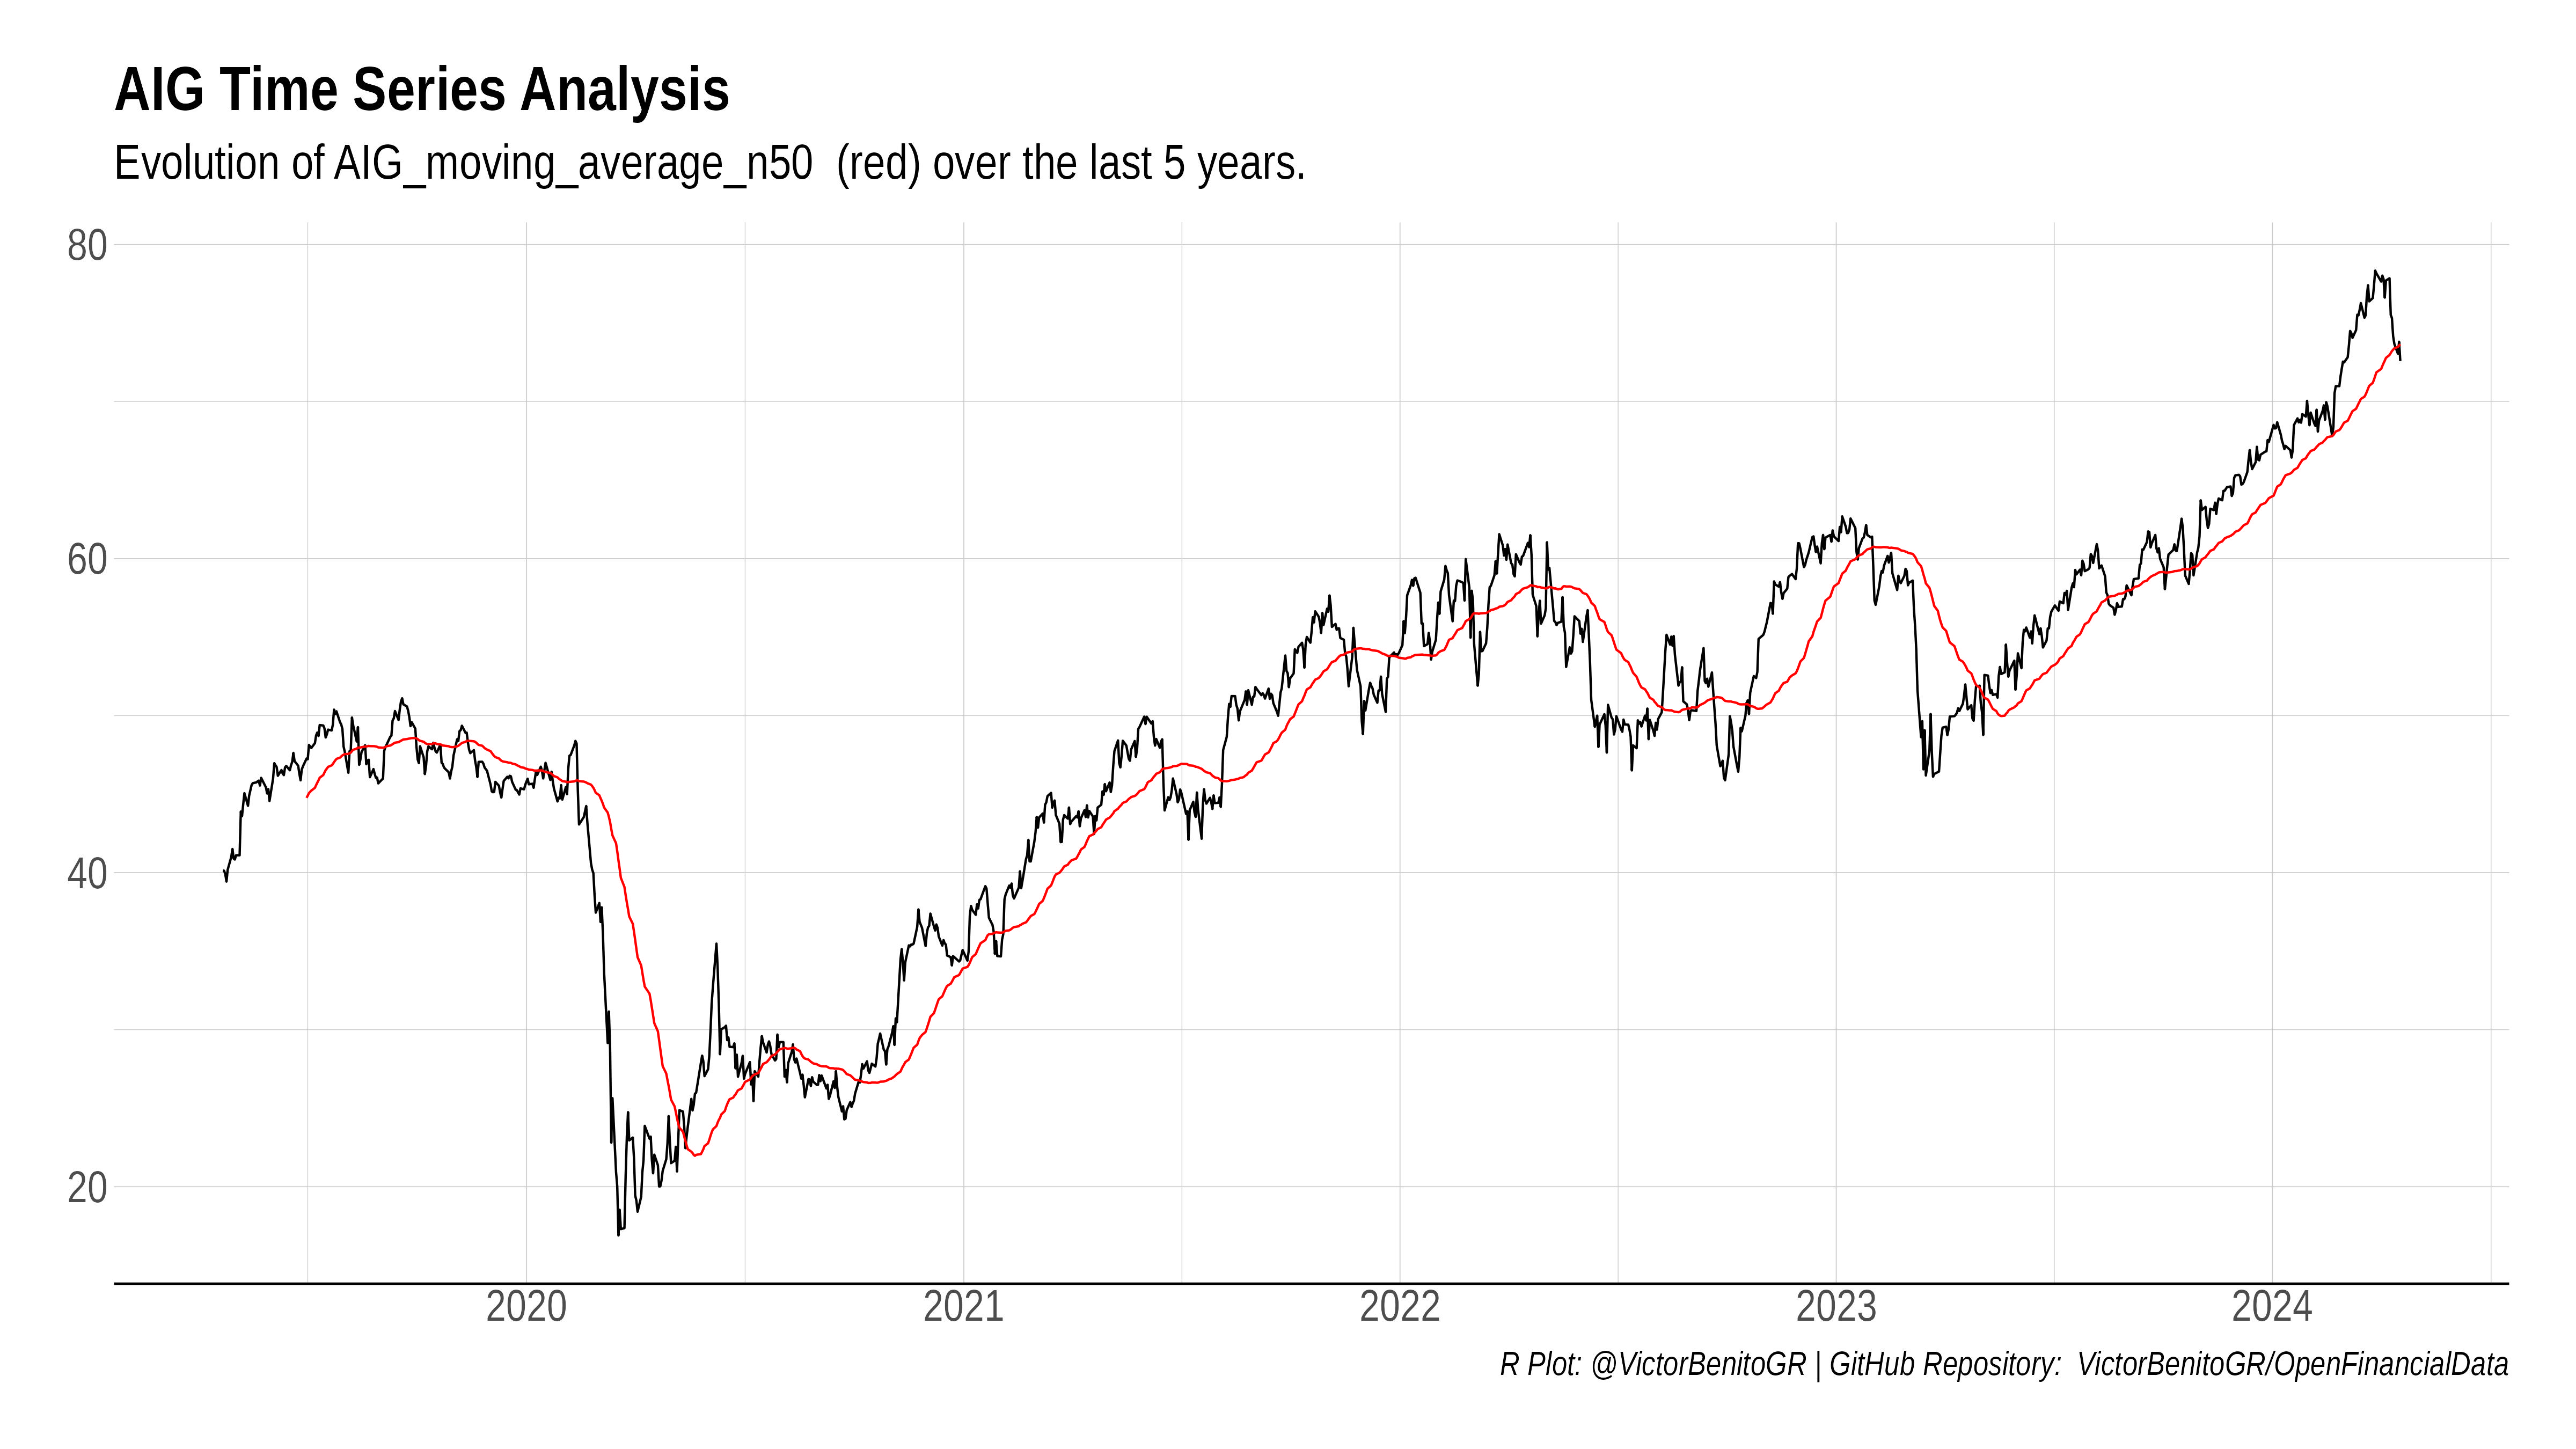 AIG Time Series Analysis
Evolution of AIG_moving_average_n50  (red) over the last 5 years.
80
60
40
20
2020 2021 2022 2023 2024
R Plot: @VictorBenitoGR | GitHub Repository:  VictorBenitoGR/OpenFinancialData